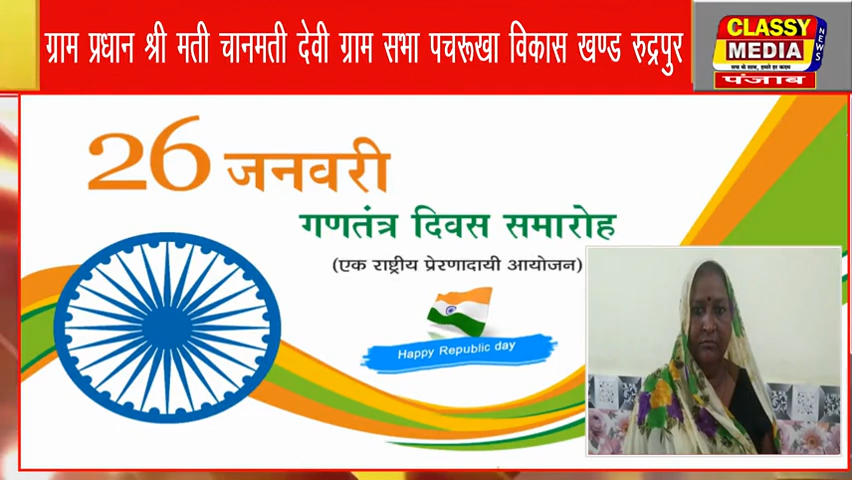 ग्राम प्रधान श्री मती चानमती देवी ग्राम सभा पचरूखा विकास खण्ड रुद्रपुर
CLASSY
MEDIA
NEWS
पंजाब
26 जनवरी
गणतंत्र दिवस समारोह
(एक राष्ट्रीय प्रेरणादायी आयोजन)
Happy Republic day